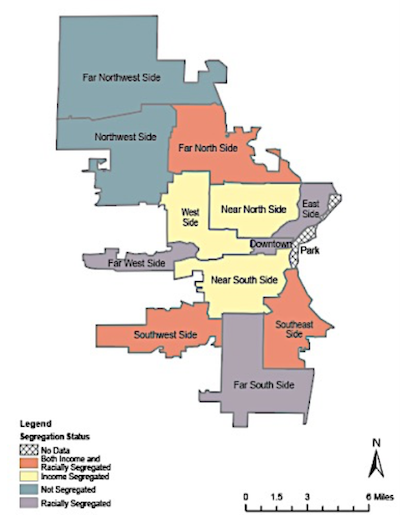 Far Northwest Side
Northwest Side
Far North Side
East
Side
Near North Side
West
Side
Downtown
Park
Far West Side
Near South Side
Southwest Side
Southeast
Side
Far South Side
Legend
Segregation Status
No Data
Both Income and
Racially Segregated
Income Segregated
Not Segregated
Racially Segregated
N
0 1.5 3 6 Miles